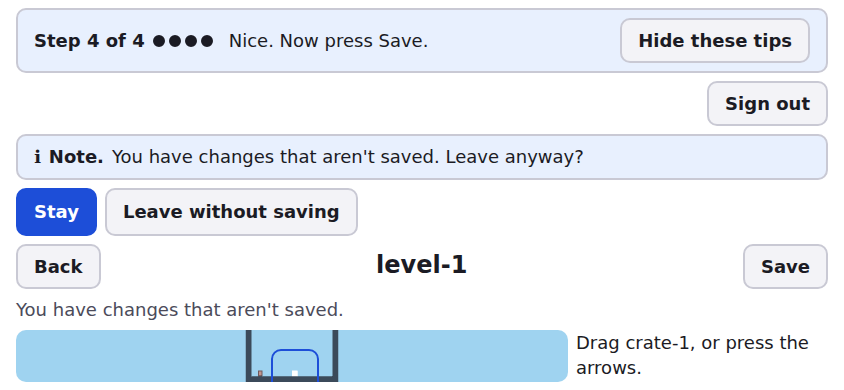 Step 4 of 4 Nice. Now press Save. Hide these tips
Sign out
i Note. You have changes that aren't saved. Leave anyway?
Stay Leave without saving
Back level-1 Save
You have changes that aren't saved.
Drag crate-1, or press the
arrows.